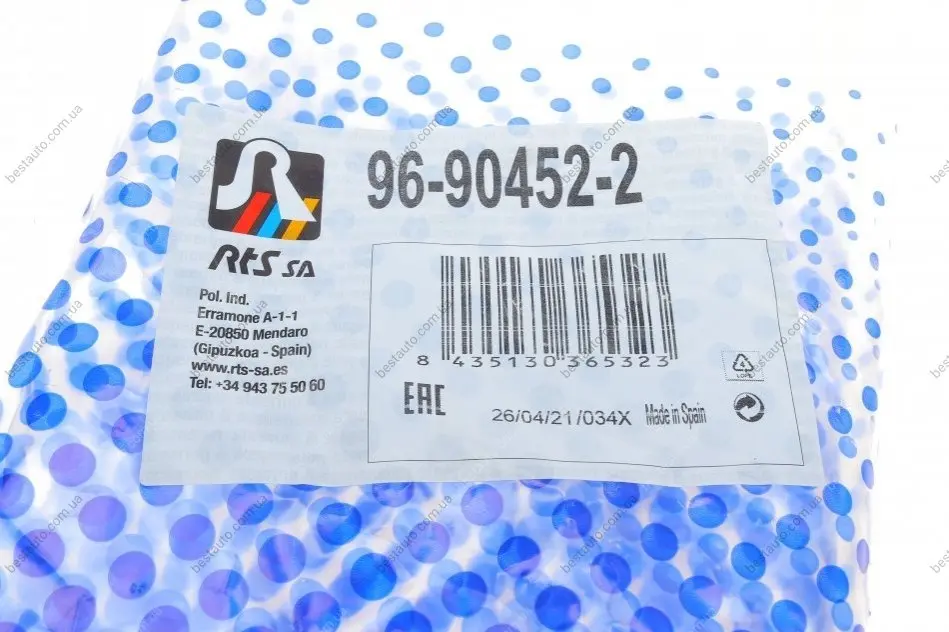 96-90452-2
RtS SA
Pol. Ind.
Erramone A-1-1
E-20850 Mendaro
(Gipuzkoa - Spain)
www.rts-sa.es
Tel: +34 943 75 50 60
8 435130 365323
LDPE
EAC
26/04/21/034X Made in Spain
bestauto.com.ua